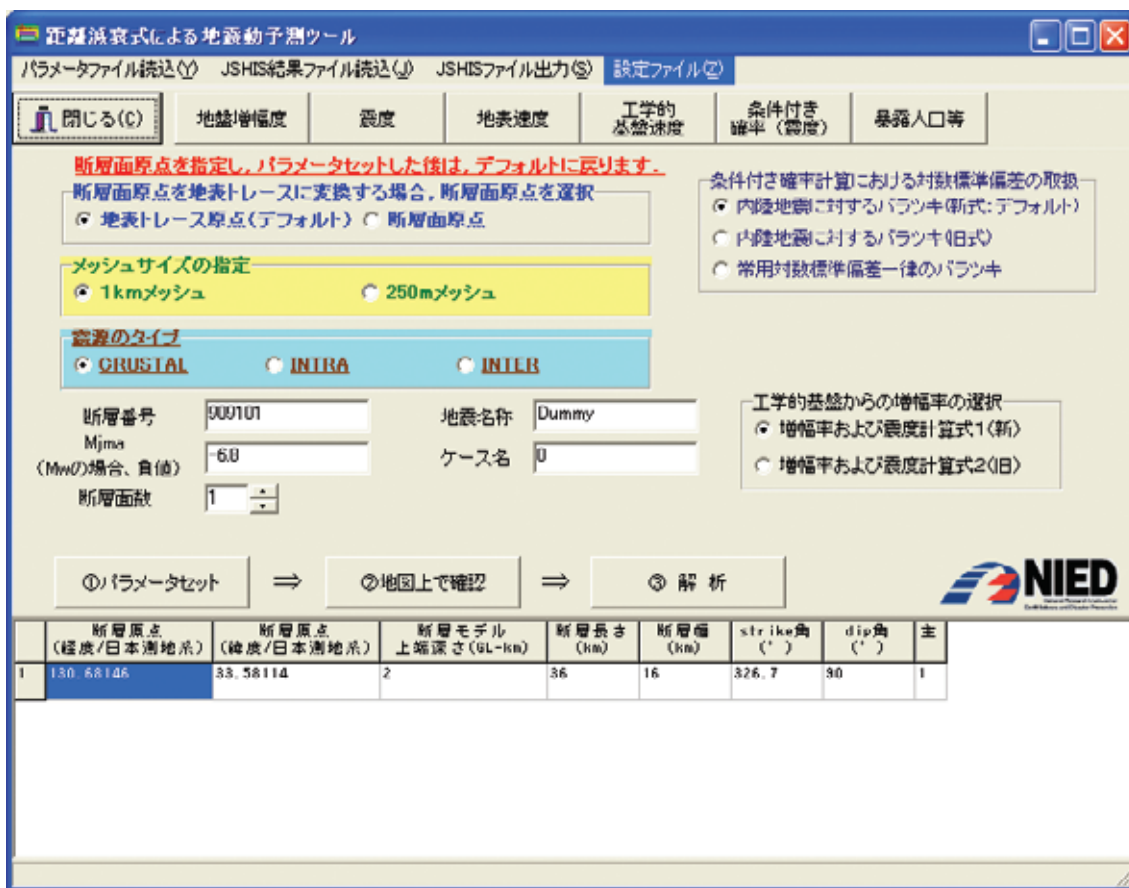 距離減衰式による地震動予測ツール
パラメータファイル読込(Y) JSHIS結果ファイル読込(J) JSHISファイル出力(S) 設定ファイル(Z)
閉じる(C) 地盤増幅度 震度 地表速度 工学的基盤速度 条件付き確率(震度) 暴露人口等
断層面原点を指定し,パラメータセットした後は,デフォルトに戻ります.
断層面原点を地表トレースに変換する場合,断層面原点を選択
地表トレース原点(デフォルト) 断層面原点
条件付き確率計算における対数標準偏差の取扱
内陸地震に対するバラツキ(新式:デフォルト)
内陸地震に対するバラツキ(旧式)
常用対数標準偏差一律のバラツキ
メッシュサイズの指定
1kmメッシュ 250mメッシュ
震源のタイプ
CRUSTAL INTRA INTER
断層番号 909101 地震名称 Dummy
Mjma
(Mwの場合、負値) -6.8 ケース名 0
断層面数 1
工学的基盤からの増幅率の選択
増幅率および震度計算式1(新)
増幅率および震度計算式2(旧)
①パラメータセット ⇒ ②地図上で確認 ⇒ ③ 解 析
NIED
断層原点 断層原点 断層モデル 断層長さ 断層幅 strike角 dip角 主
(経度/日本測地系) (緯度/日本測地系) 上端深さ(GL-km) (km) (km) (°) (°)
1 130.68146 33.58114 2 36 16 326.7 90 1